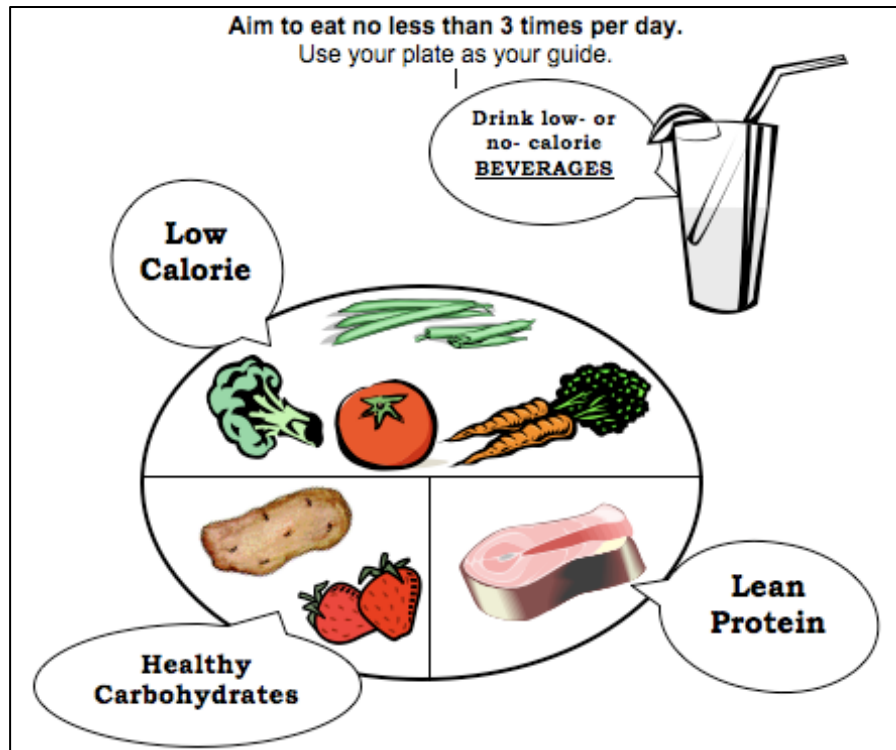 Aim to eat no less than 3 times per day.
Use your plate as your guide.
Drink low- or
no- calorie
BEVERAGES
Low
Calorie
Healthy
Carbohydrates
Lean
Protein